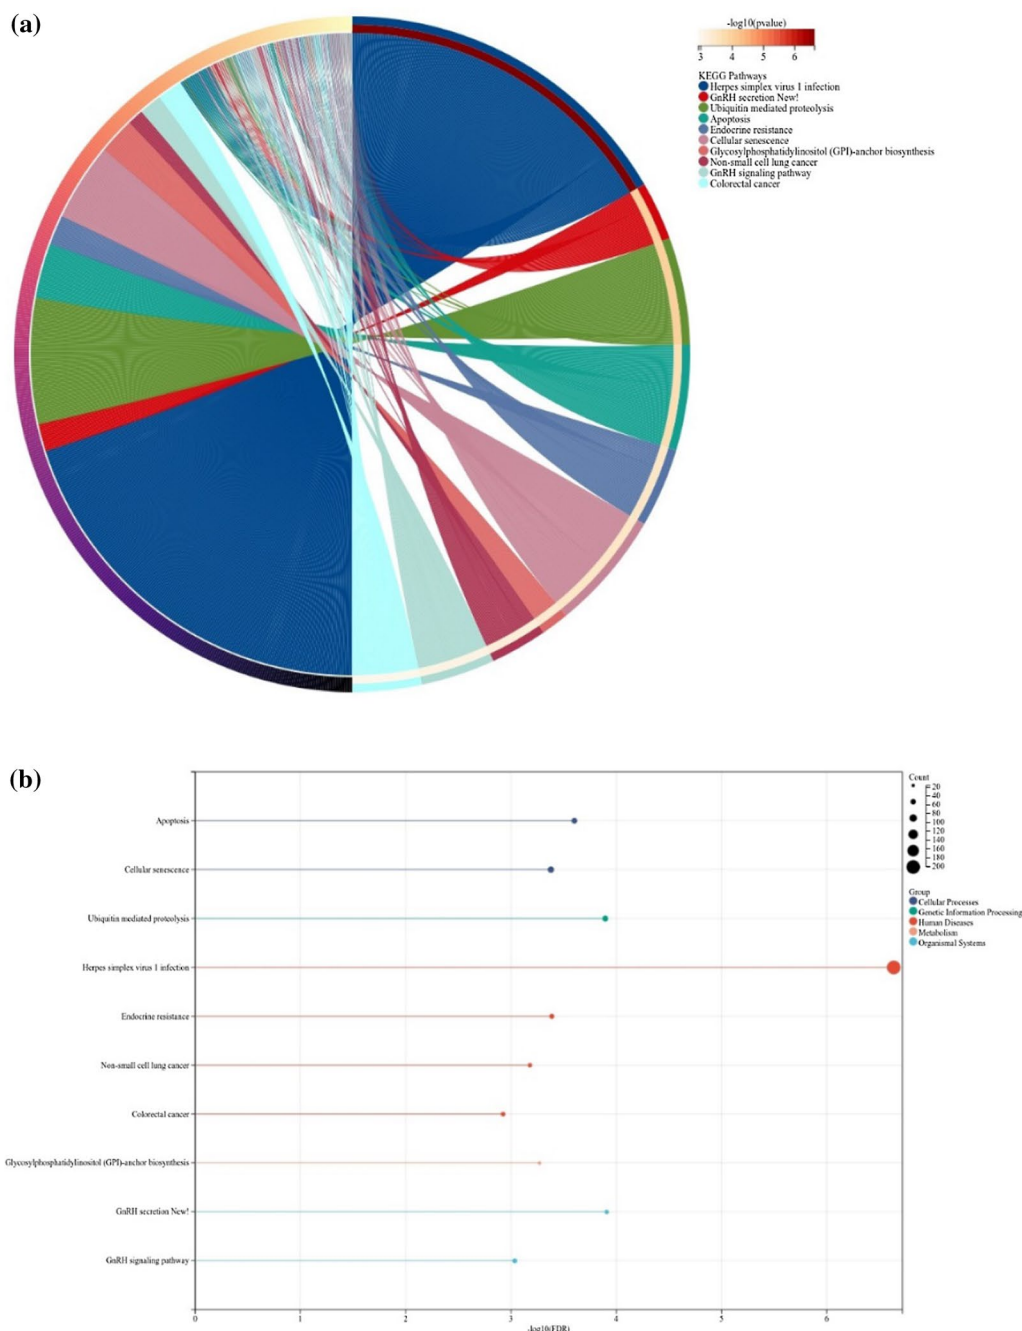 (a)
-log10(pvalue)
3 4 5 6
KEGG Pathways
Herpes simplex virus 1 infection
GnRH secretion New!
Ubiquitin mediated proteolysis
Apoptosis
Endocrine resistance
Cellular senescence
Glycosylphosphatidylinositol (GPI)-anchor biosynthesis
Non-small cell lung cancer
GnRH signaling pathway
Colorectal cancer
(b)
Count
20
40
60
80
100
120
140
160
180
200
Group
Cellular Processes
Genetic Information Processing
Human Diseases
Metabolism
Organismal Systems
Apoptosis
Cellular senescence
Ubiquitin mediated proteolysis
Herpes simplex virus 1 infection
Endocrine resistance
Non-small cell lung cancer
Colorectal cancer
Glycosylphosphatidylinositol (GPI)-anchor biosynthesis
GnRH secretion New!
GnRH signaling pathway
0 1 2 3 4 5 6
-log10(FDR)